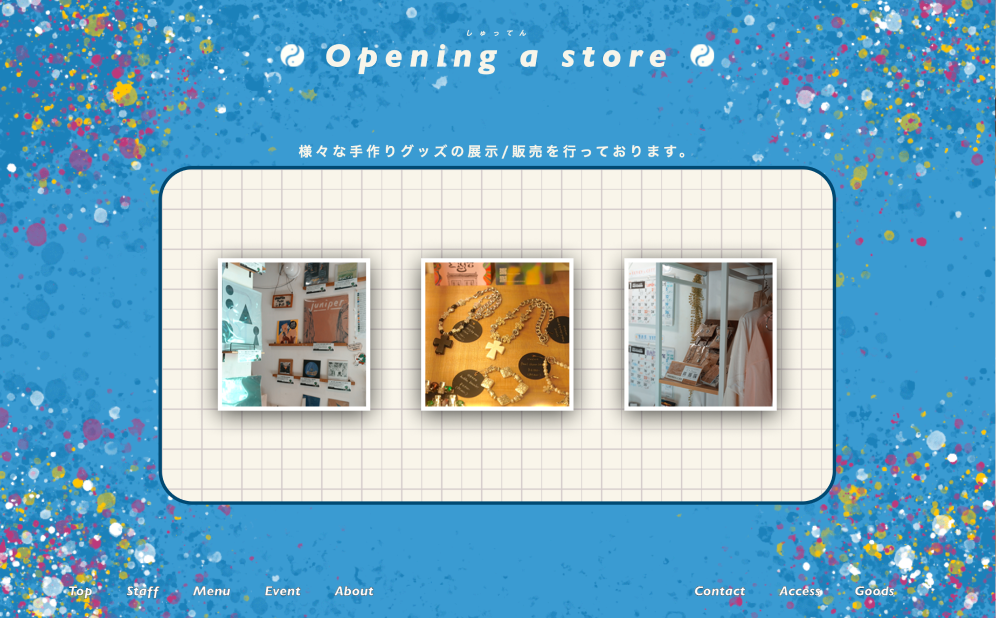 しゅってん
Opening a store
様々な手作りグッズの展示/販売を行っております。
juniper
Top Staff Menu Event About Contact Access Goods